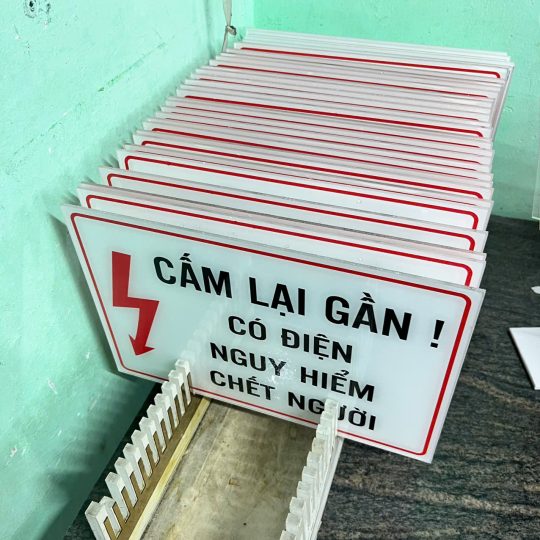 CẤM LẠI GẦN !
CÓ ĐIỆN
NGUY HIỂM
CHẾT NGƯỜI